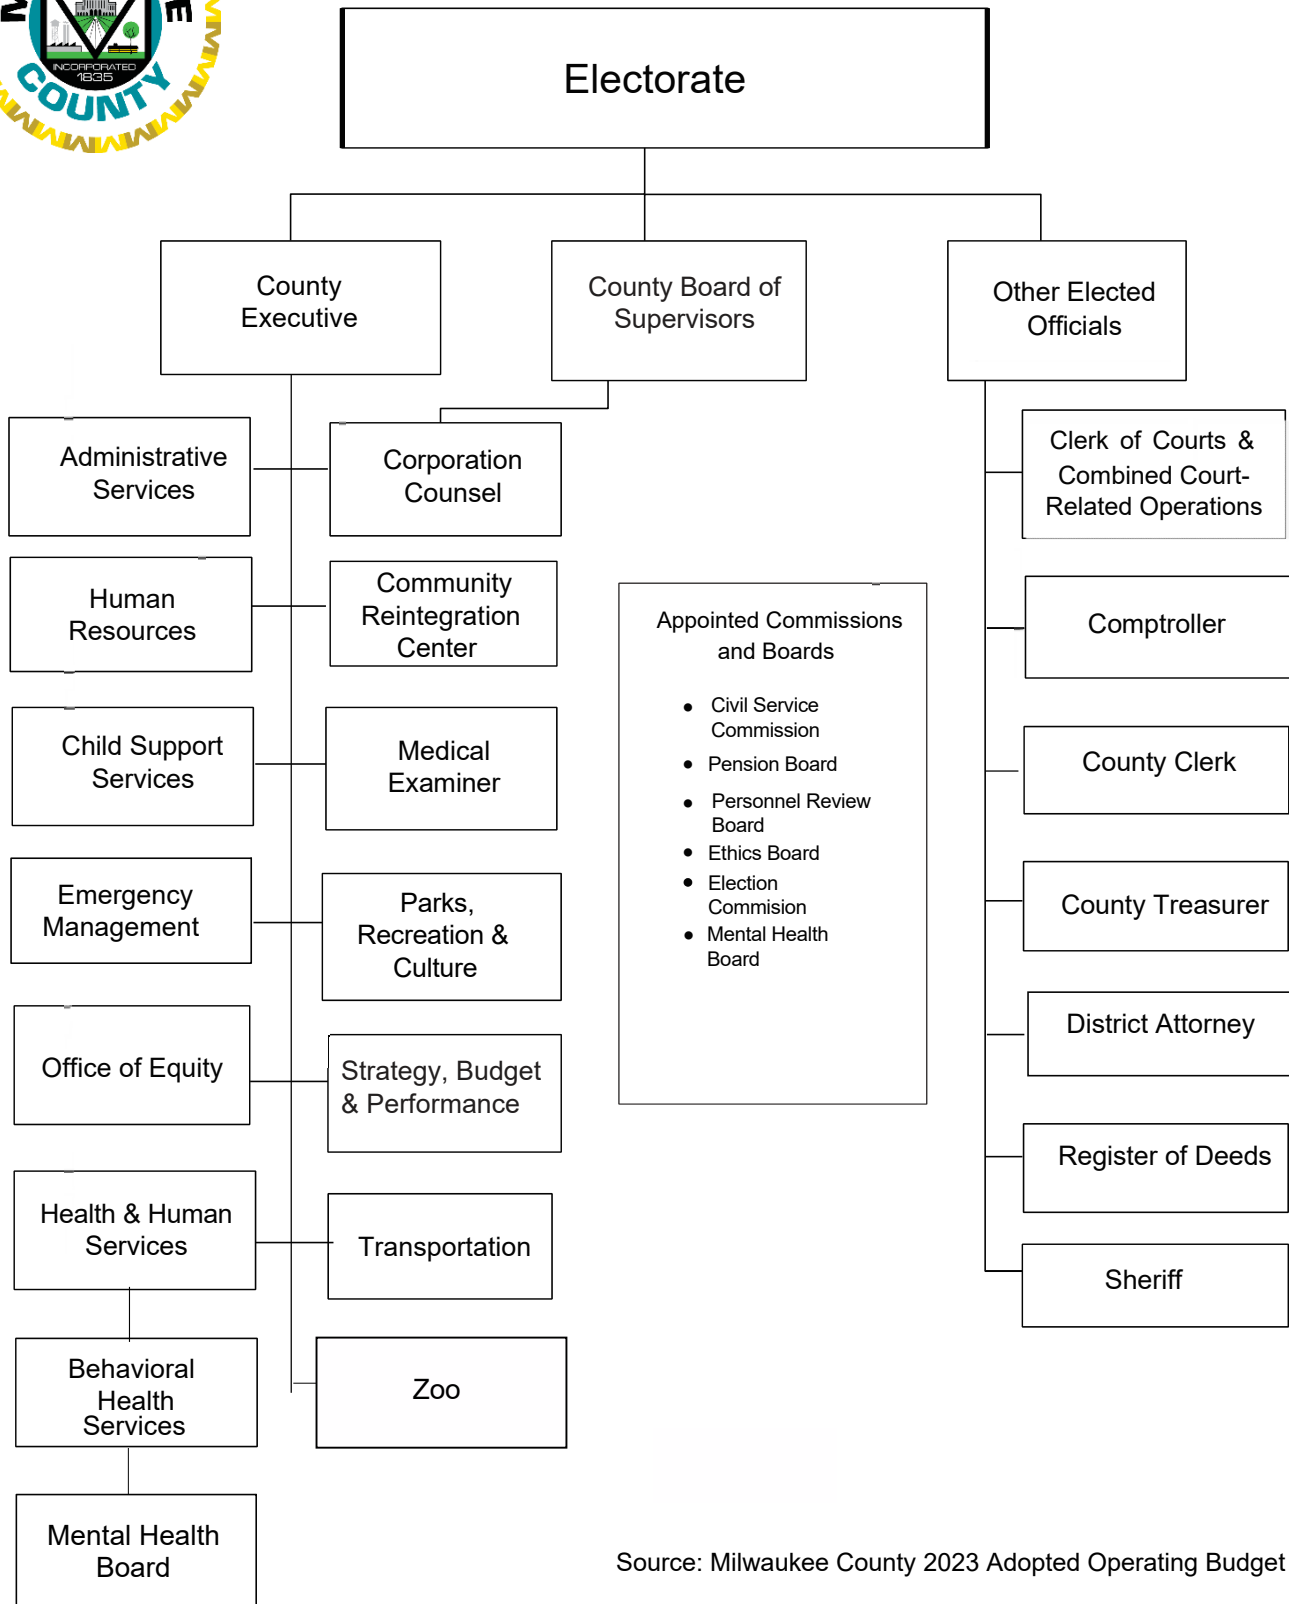 INCORPORATED
1835
COUNTY
Electorate
County
Executive
County Board of
Supervisors
Other Elected
Officials
Administrative
Services
Corporation
Counsel
Clerk of Courts &
Combined Court-
Related Operations
Human
Resources
Community
Reintegration
Center
Appointed Commissions
and Boards
● Civil Service
Commission
● Pension Board
● Personnel Review
Board
● Ethics Board
● Election
Commision
● Mental Health
Board
Comptroller
Child Support
Services
Medical
Examiner
County Clerk
Emergency
Management
Parks,
Recreation &
Culture
County Treasurer
Office of Equity
Strategy, Budget
& Performance
District Attorney
Health & Human
Services
Transportation
Register of Deeds
Sheriff
Behavioral
Health
Services
Zoo
Mental Health
Board
Source: Milwaukee County 2023 Adopted Operating Budget